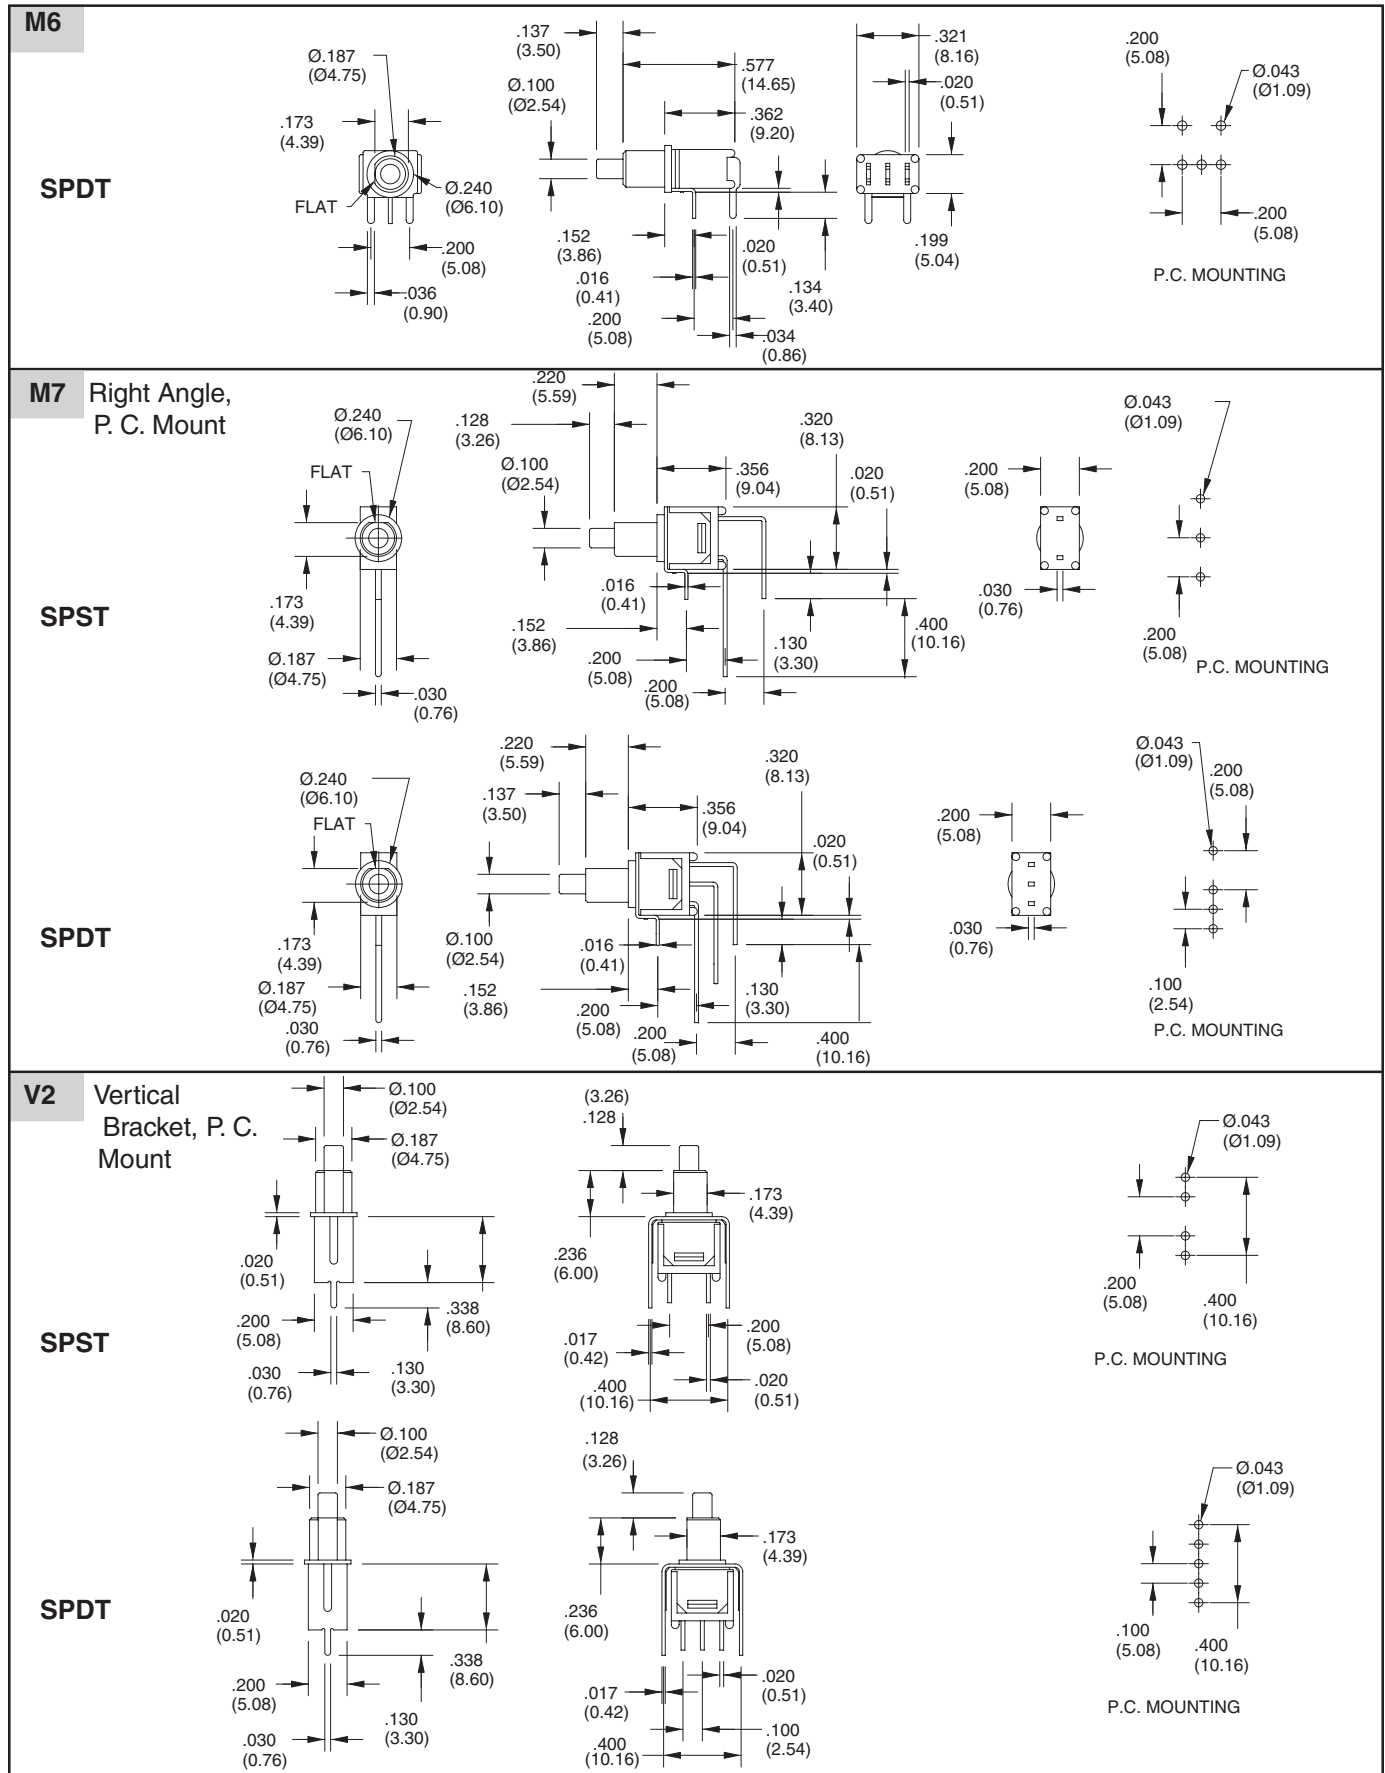 M6
SPDT
Ø.187
(Ø4.75)
.173
(4.39)
FLAT
Ø.240
(Ø6.10)
.200
(5.08)
.036
(0.90)
.137
(3.50)
Ø.100
(Ø2.54)
.577
(14.65)
.362
(9.20)
.152
(3.86)
.016
(0.41)
.200
(5.08)
.020
(0.51)
.134
(3.40)
.034
(0.86)
.321
(8.16)
.020
(0.51)
.199
(5.04)
.200
(5.08)
Ø.043
(Ø1.09)
.200
(5.08)
P.C. MOUNTING
M7 Right Angle,
P. C. Mount
SPST
Ø.240
(Ø6.10)
FLAT
.173
(4.39)
Ø.187
(Ø4.75)
.030
(0.76)
.220
(5.59)
.128
(3.26)
Ø.100
(Ø2.54)
.356
(9.04)
.320
(8.13)
.020
(0.51)
.016
(0.41)
.152
(3.86)
.200
(5.08)
.200
(5.08)
.130
(3.30)
.400
(10.16)
.200
(5.08)
.030
(0.76)
Ø.043
(Ø1.09)
.200
(5.08)
P.C. MOUNTING
SPDT
Ø.240
(Ø6.10)
FLAT
.173
(4.39)
Ø.187
(Ø4.75)
.030
(0.76)
.220
(5.59)
.137
(3.50)
Ø.100
(Ø2.54)
.356
(9.04)
.320
(8.13)
.020
(0.51)
.016
(0.41)
.152
(3.86)
.200
(5.08)
.200
(5.08)
.130
(3.30)
.400
(10.16)
.200
(5.08)
.030
(0.76)
Ø.043
(Ø1.09)
.200
(5.08)
.100
(2.54)
P.C. MOUNTING
V2 Vertical
Bracket, P. C.
Mount
SPST
Ø.100
(Ø2.54)
Ø.187
(Ø4.75)
.020
(0.51)
.200
(5.08)
.030
(0.76)
.338
(8.60)
.130
(3.30)
(3.26)
.128
.173
(4.39)
.236
(6.00)
.017
(0.42)
.200
(5.08)
.020
(0.51)
.400
(10.16)
Ø.043
(Ø1.09)
.200
(5.08)
.400
(10.16)
P.C. MOUNTING
SPDT
Ø.100
(Ø2.54)
Ø.187
(Ø4.75)
.020
(0.51)
.200
(5.08)
.030
(0.76)
.338
(8.60)
.130
(3.30)
.128
(3.26)
.173
(4.39)
.236
(6.00)
.017
(0.42)
.020
(0.51)
.100
(2.54)
.400
(10.16)
Ø.043
(Ø1.09)
.100
(5.08)
.400
(10.16)
P.C. MOUNTING